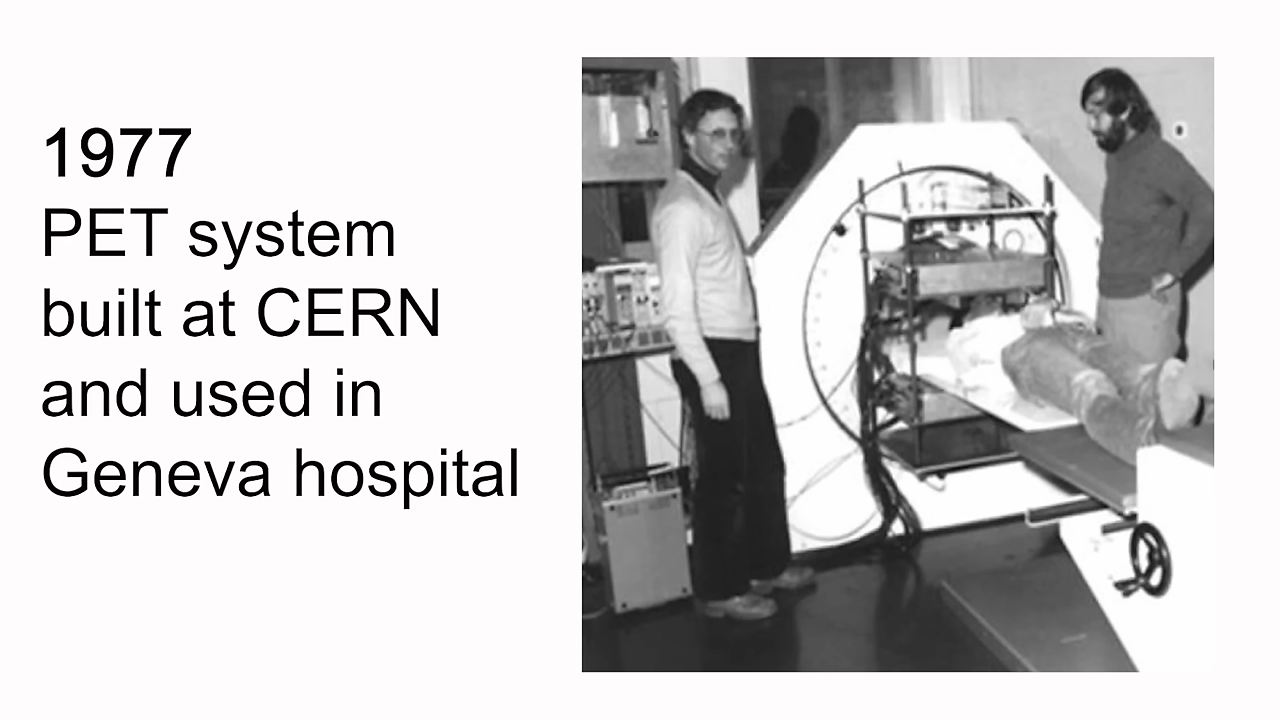 1977
PET system
built at CERN
and used in
Geneva hospital